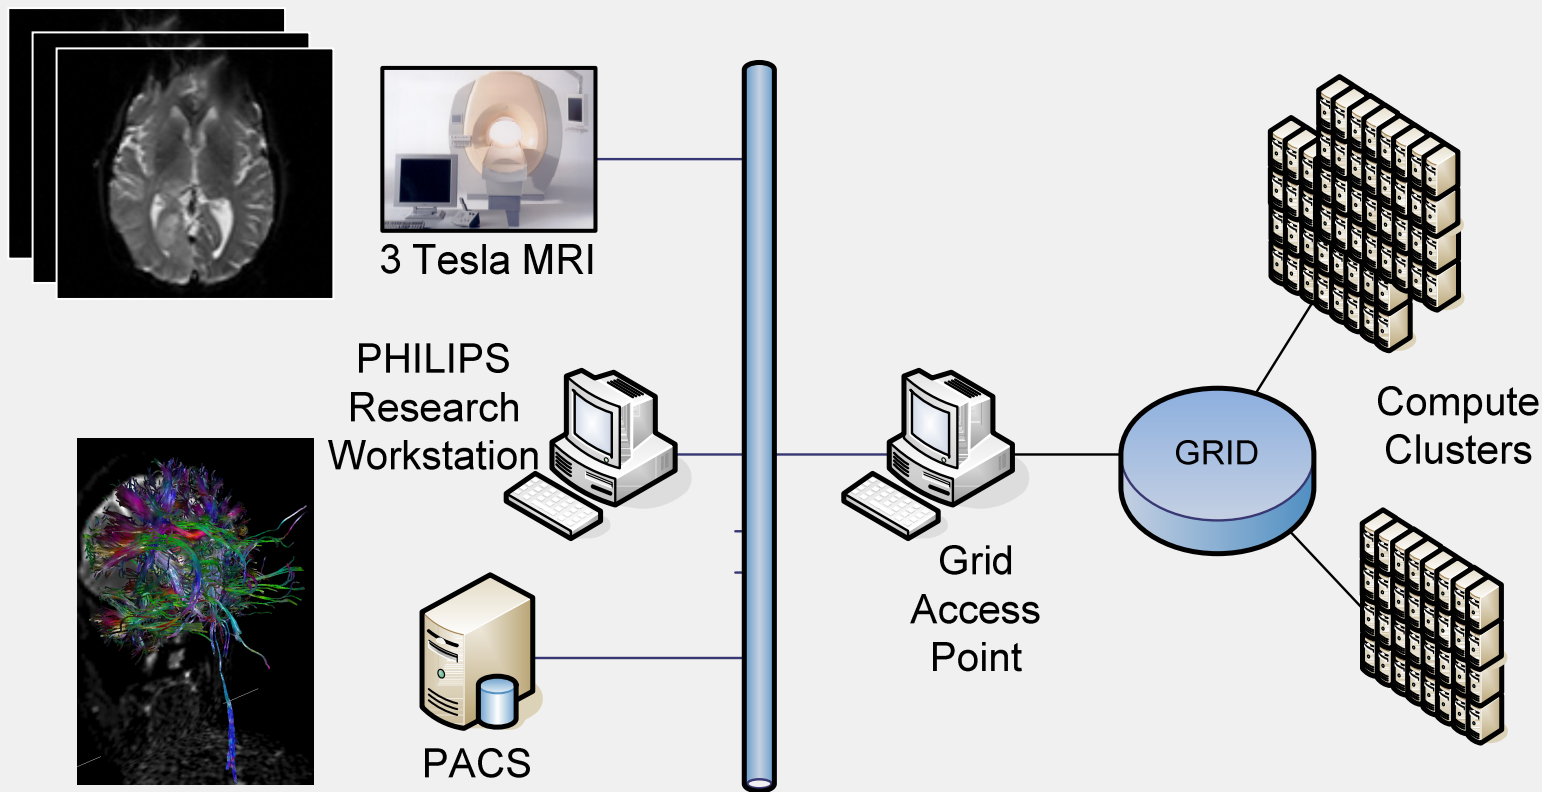 3 Tesla MRI
PHILIPS
Research
Workstation
PACS
Grid
Access
Point
GRID
Compute
Clusters